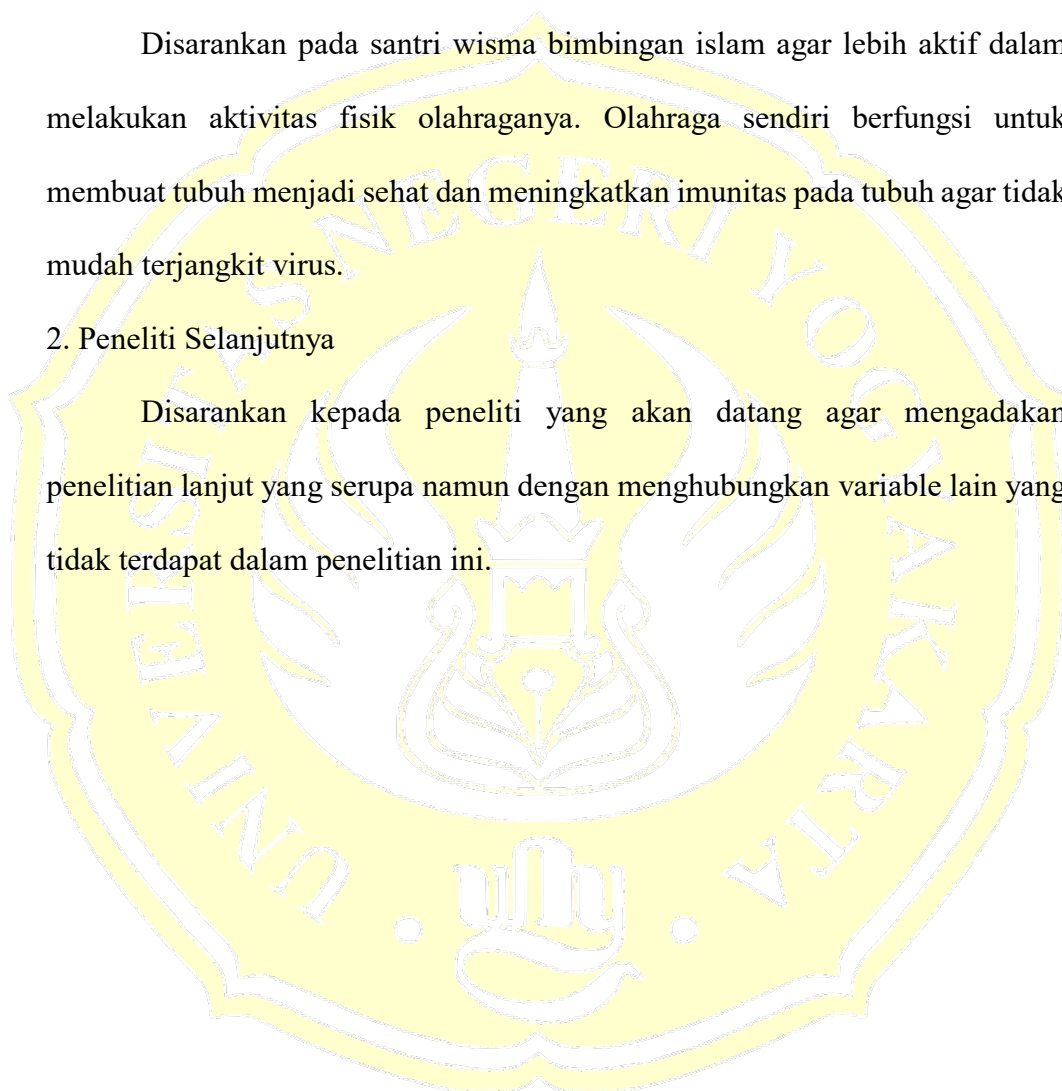 Disarankan pada santri wisma bimbingan islam agar lebih aktif dalam
melakukan aktivitas fisik olahraganya. Olahraga sendiri berfungsi untuk
membuat tubuh menjadi sehat dan meningkatkan imunitas pada tubuh agar tidak
mudah terjangkit virus.
2. Peneliti Selanjutnya
Disarankan kepada peneliti yang akan datang agar mengadakan
penelitian lanjut yang serupa namun dengan menghubungkan variable lain yang
tidak terdapat dalam penelitian ini.
UNIVERSITAS NEGERI YOGYAKARTA